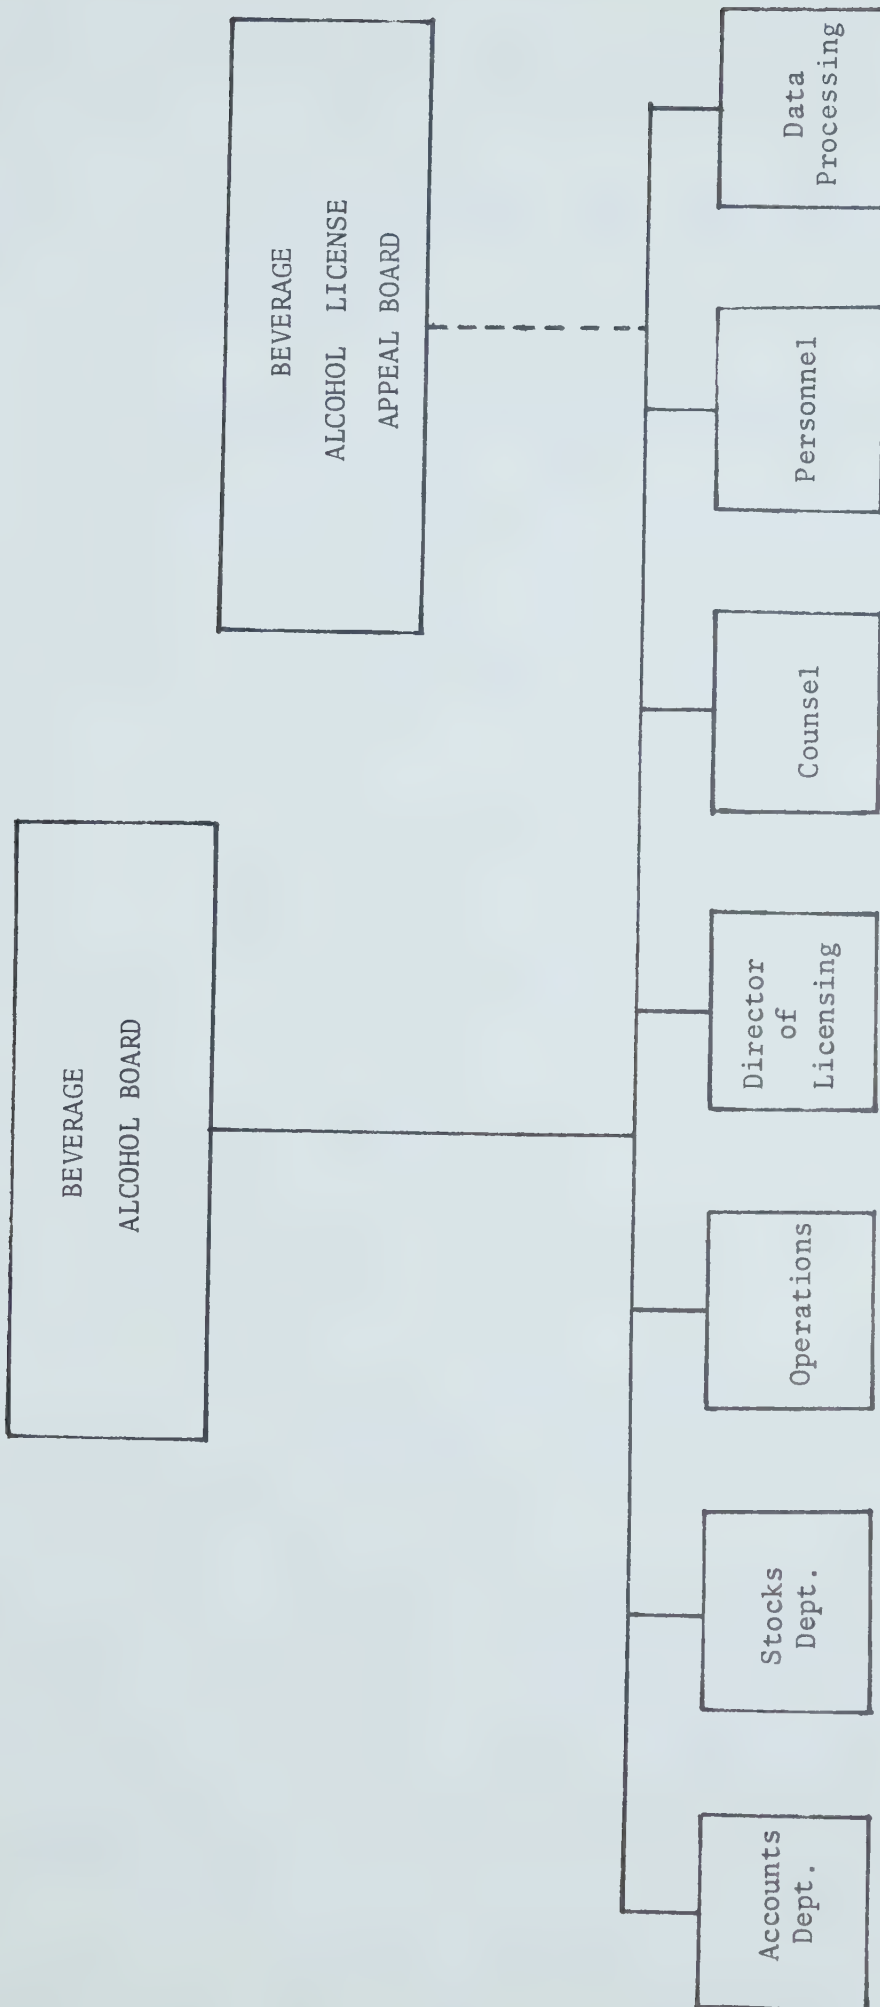 BEVERAGE
ALCOHOL BOARD
BEVERAGE
ALCOHOL LICENSE
APPEAL BOARD
Accounts
Dept.
Stocks
Dept.
Operations
Director
of
Licensing
Counsel
Personnel
Data
Processing